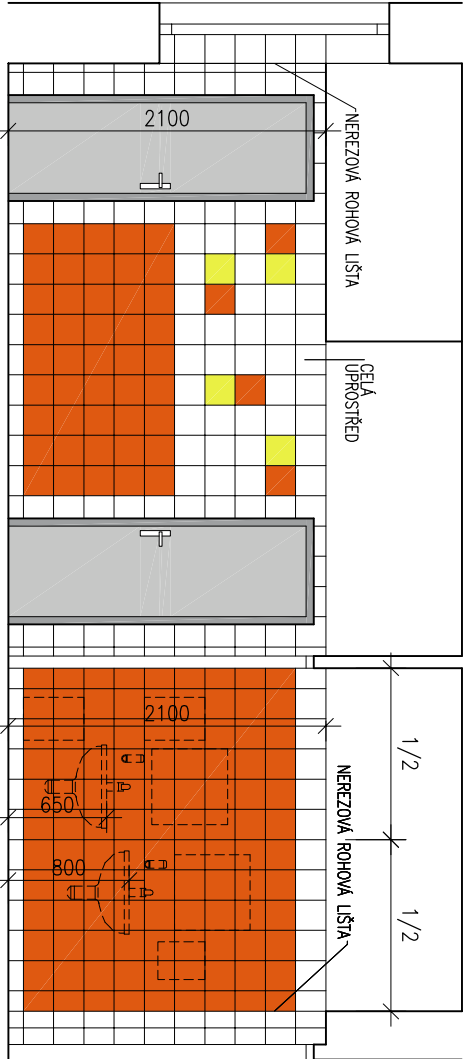 2100
NEREZOVÁ ROHOVÁ LIŠTA
CELÁ
UPROSTŘED
2100
650
800
1/2
1/2
NEREZOVÁ ROHOVÁ LIŠTA